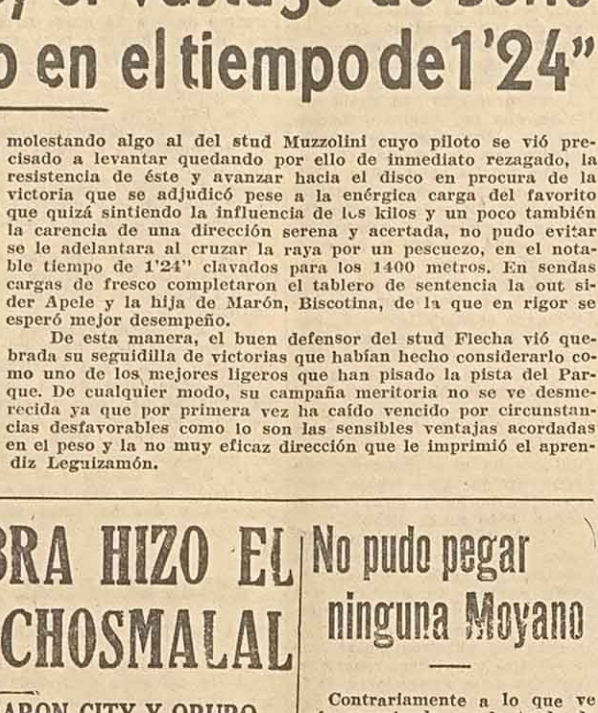 en el tiempo de 1'24"
molestando algo al del stud Muzzolini cuyo piloto se vió pre-
cisado a levantar quedando por ello de inmediato rezagado, la
resistencia de éste y avanzar hacia el disco en procura de la
victoria que se adjudicó pese a la enérgica carga del favorito
que quizá sintiendo la influencia de los kilos y un poco también
la carencia de una dirección serena y acertada, no pudo evitar
se le adelantara al cruzar la raya por un pescuezo, en el nota-
ble tiempo de 1'24" clavados para los 1400 metros. En sendas
cargas de fresco completaron el tablero de sentencia la out si-
der Apele y la hija de Marón, Biscotina, de la que en rigor se
esperó mejor desempeño.
De esta manera, el buen defensor del stud Flecha vió que-
brada su seguidilla de victorias que habían hecho considerarlo co-
mo uno de los mejores ligeros que han pisado la pista del Par-
que. De cualquier modo, su campaña meritoria no se ve desme-
recida ya que por primera vez ha caído vencido por circunstan-
cias desfavorables como lo son las sensibles ventajas acordadas
en el peso y la no muy eficaz dirección que le imprimió el apren-
diz Leguizamón.
BRA HIZO EL
CHOSMALAL
CITY Y ORURO
No pudo pegar
ninguna Moyano
Contrariamente a lo que ve